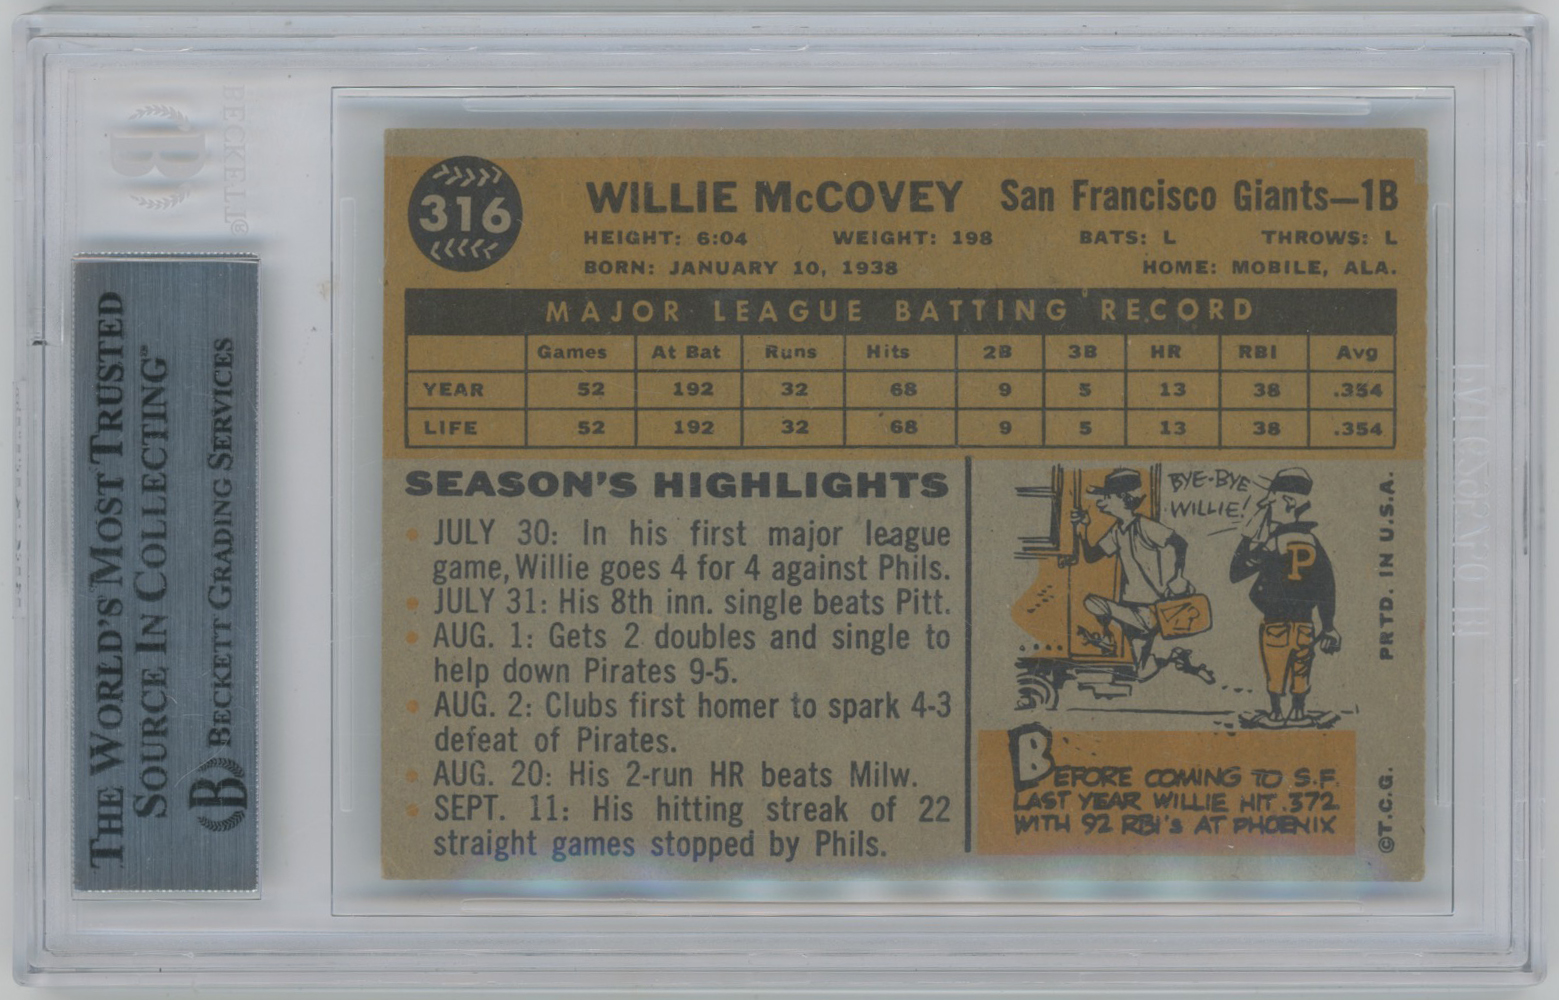 BECKETT®
B
THE WORLD'S MOST TRUSTED
SOURCE IN COLLECTING™
B BECKETT GRADING SERVICES
316
WILLIE McCOVEY San Francisco Giants—1B
HEIGHT: 6:04 WEIGHT: 198 BATS: L THROWS: L
BORN: JANUARY 10, 1938 HOME: MOBILE, ALA.
MAJOR LEAGUE BATTING RECORD
Games At Bat Runs Hits 2B 3B HR RBI Avg
YEAR 52 192 32 68 9 5 13 38 .354
LIFE 52 192 32 68 9 5 13 38 .354
SEASON'S HIGHLIGHTS
• JULY 30: In his first major league
game, Willie goes 4 for 4 against Phils.
• JULY 31: His 8th inn. single beats Pitt.
• AUG. 1: Gets 2 doubles and single to
help down Pirates 9-5.
• AUG. 2: Clubs first homer to spark 4-3
defeat of Pirates.
• AUG. 20: His 2-run HR beats Milw.
• SEPT. 11: His hitting streak of 22
straight games stopped by Phils.
BYE-BYE
WILLIE!
P
BEFORE COMING TO S.F.
LAST YEAR WILLIE HIT .372
WITH 92 RBI's AT PHOENIX
©T.C.G. PRTD. IN U.S.A.